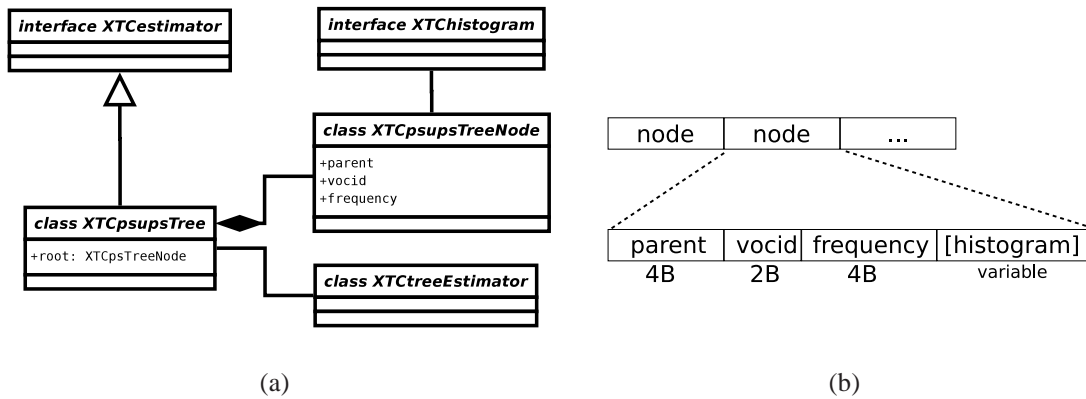 interface XTCestimator
interface XTChistogram
class XTCpsupsTreeNode
+parent
+vocid
+frequency
class XTCpsupsTree
+root: XTCpsTreeNode
class XTCtreeEstimator
(a)
node node ...
parent vocid frequency [histogram]
4B 2B 4B variable
(b)